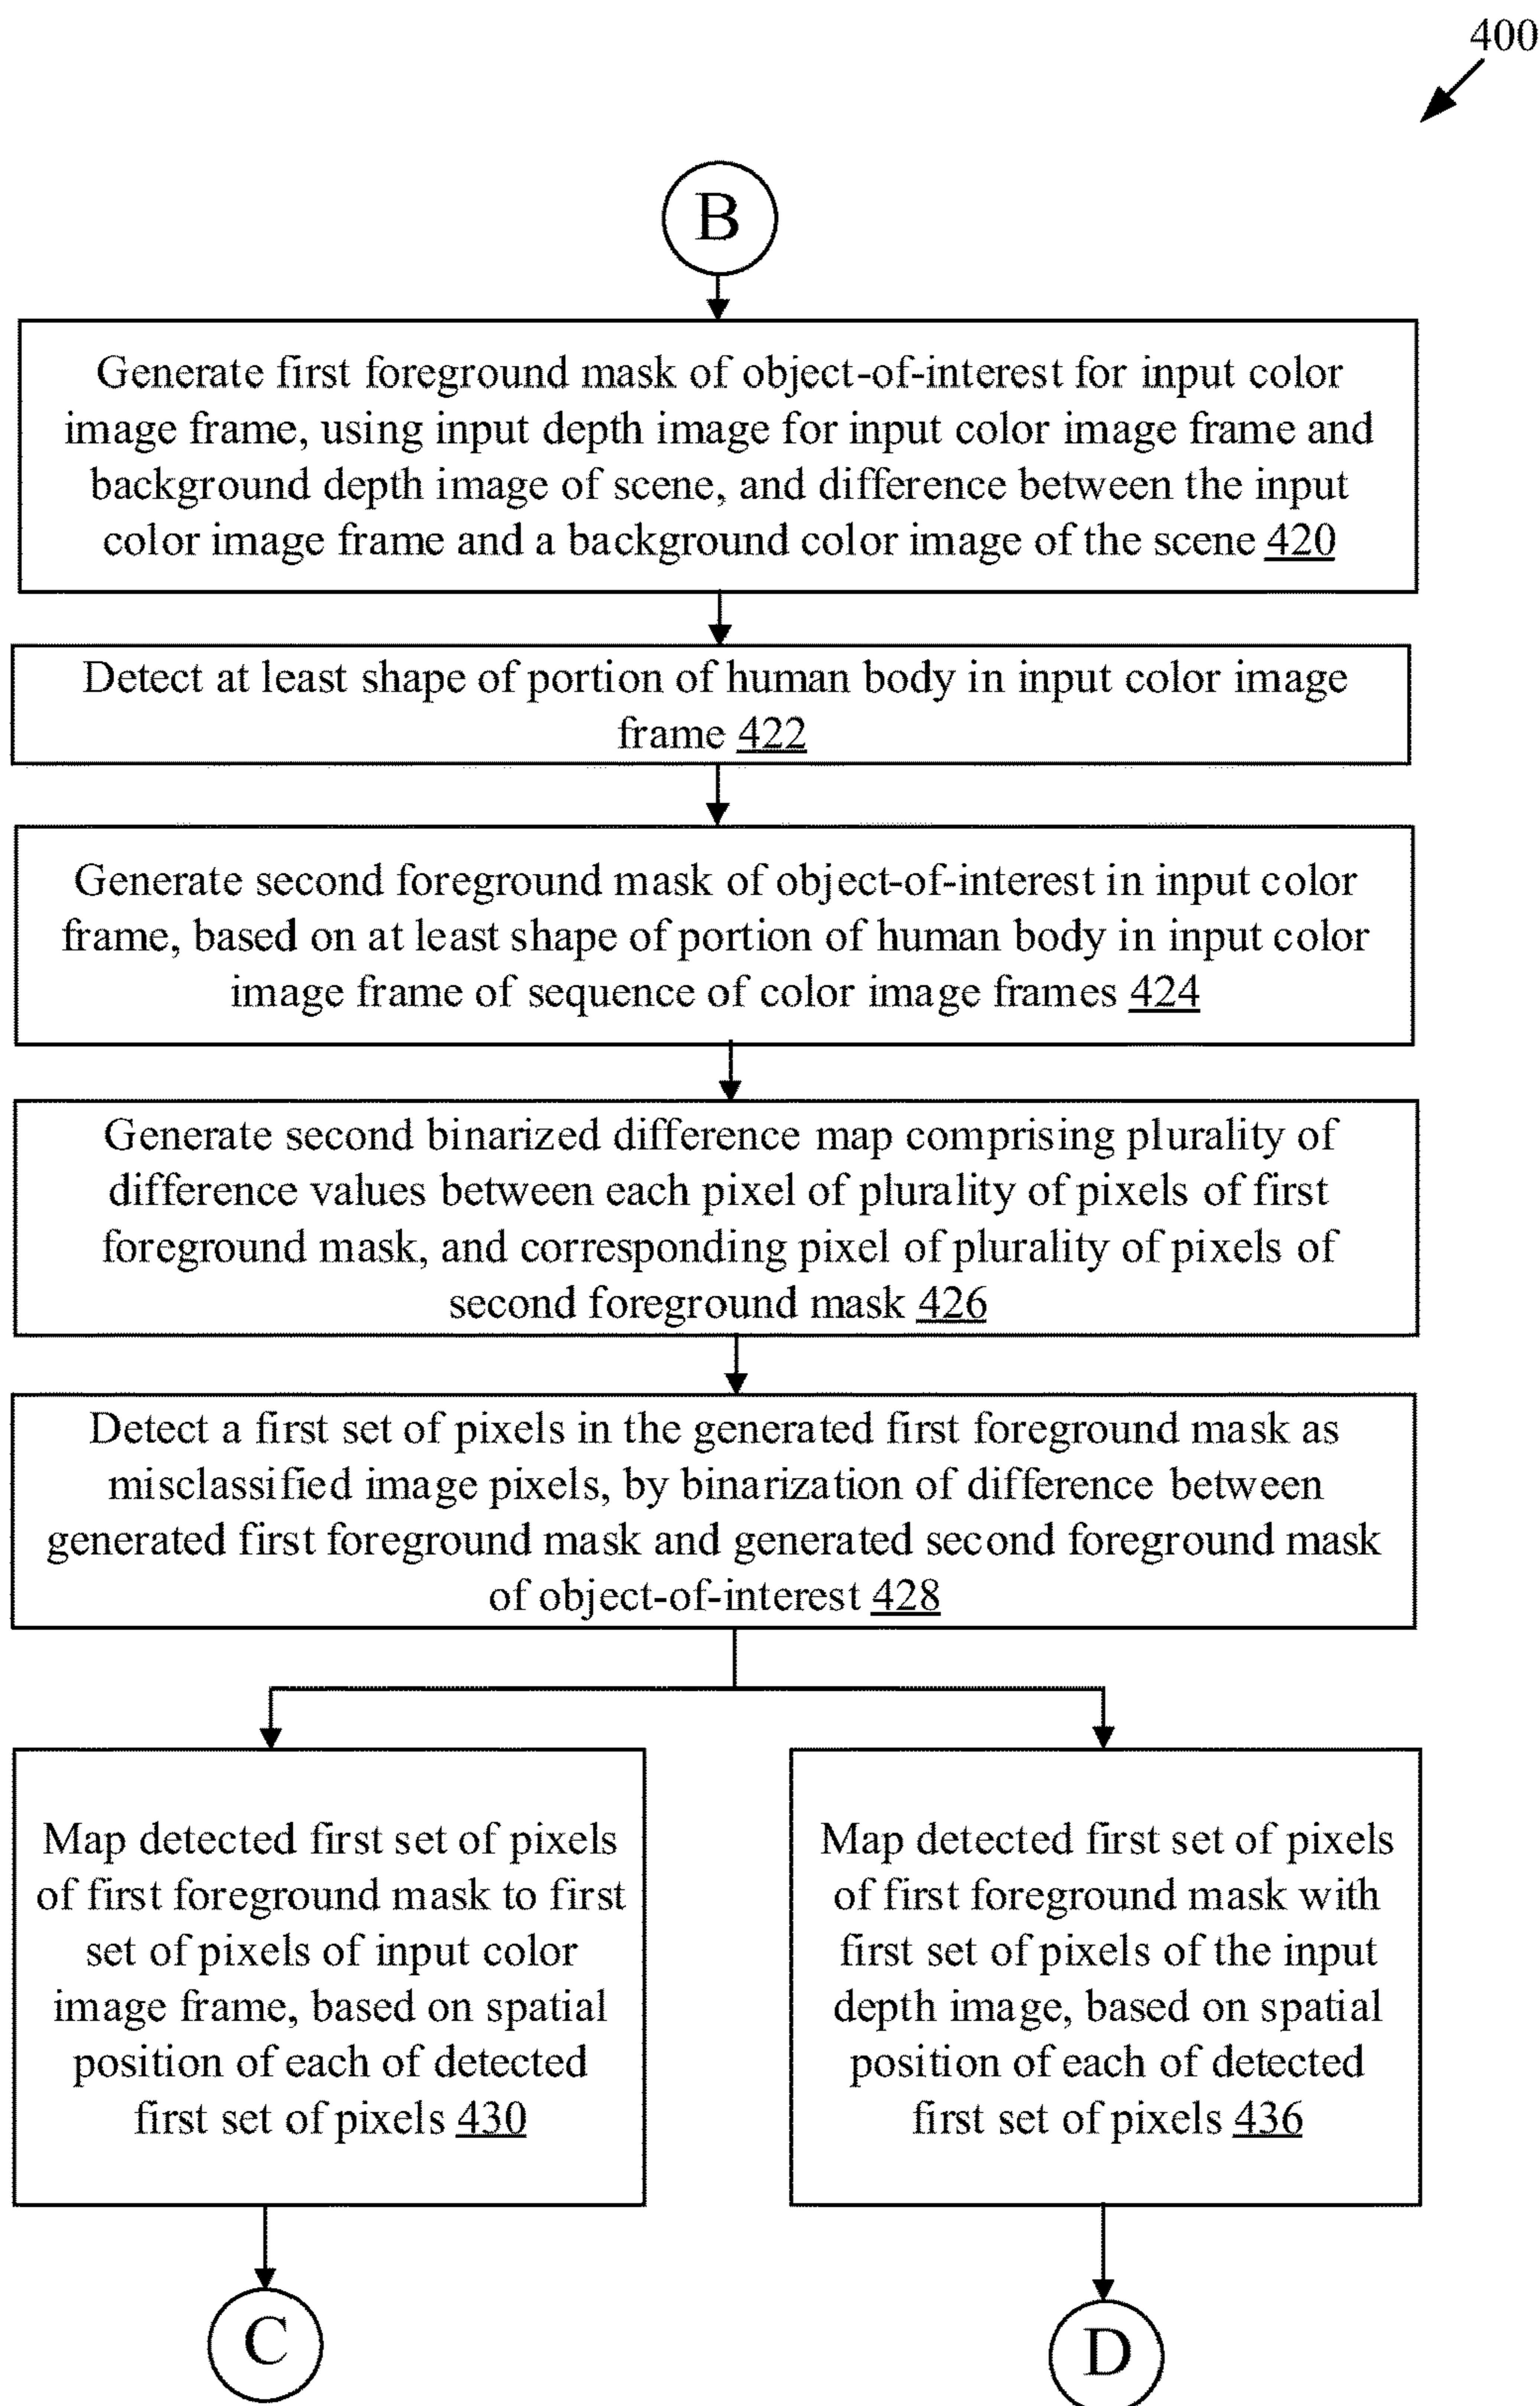 400
B
Generate first foreground mask of object-of-interest for input color
image frame, using input depth image for input color image frame and
background depth image of scene, and difference between the input
color image frame and a background color image of the scene 420
Detect at least shape of portion of human body in input color image
frame 422
Generate second foreground mask of object-of-interest in input color
frame, based on at least shape of portion of human body in input color
image frame of sequence of color image frames 424
Generate second binarized difference map comprising plurality of
difference values between each pixel of plurality of pixels of first
foreground mask, and corresponding pixel of plurality of pixels of
second foreground mask 426
Detect a first set of pixels in the generated first foreground mask as
misclassified image pixels, by binarization of difference between
generated first foreground mask and generated second foreground mask
of object-of-interest 428
Map detected first set of pixels
of first foreground mask to first
set of pixels of input color
image frame, based on spatial
position of each of detected
first set of pixels 430
Map detected first set of pixels
of first foreground mask with
first set of pixels of the input
depth image, based on spatial
position of each of detected
first set of pixels 436
C
D